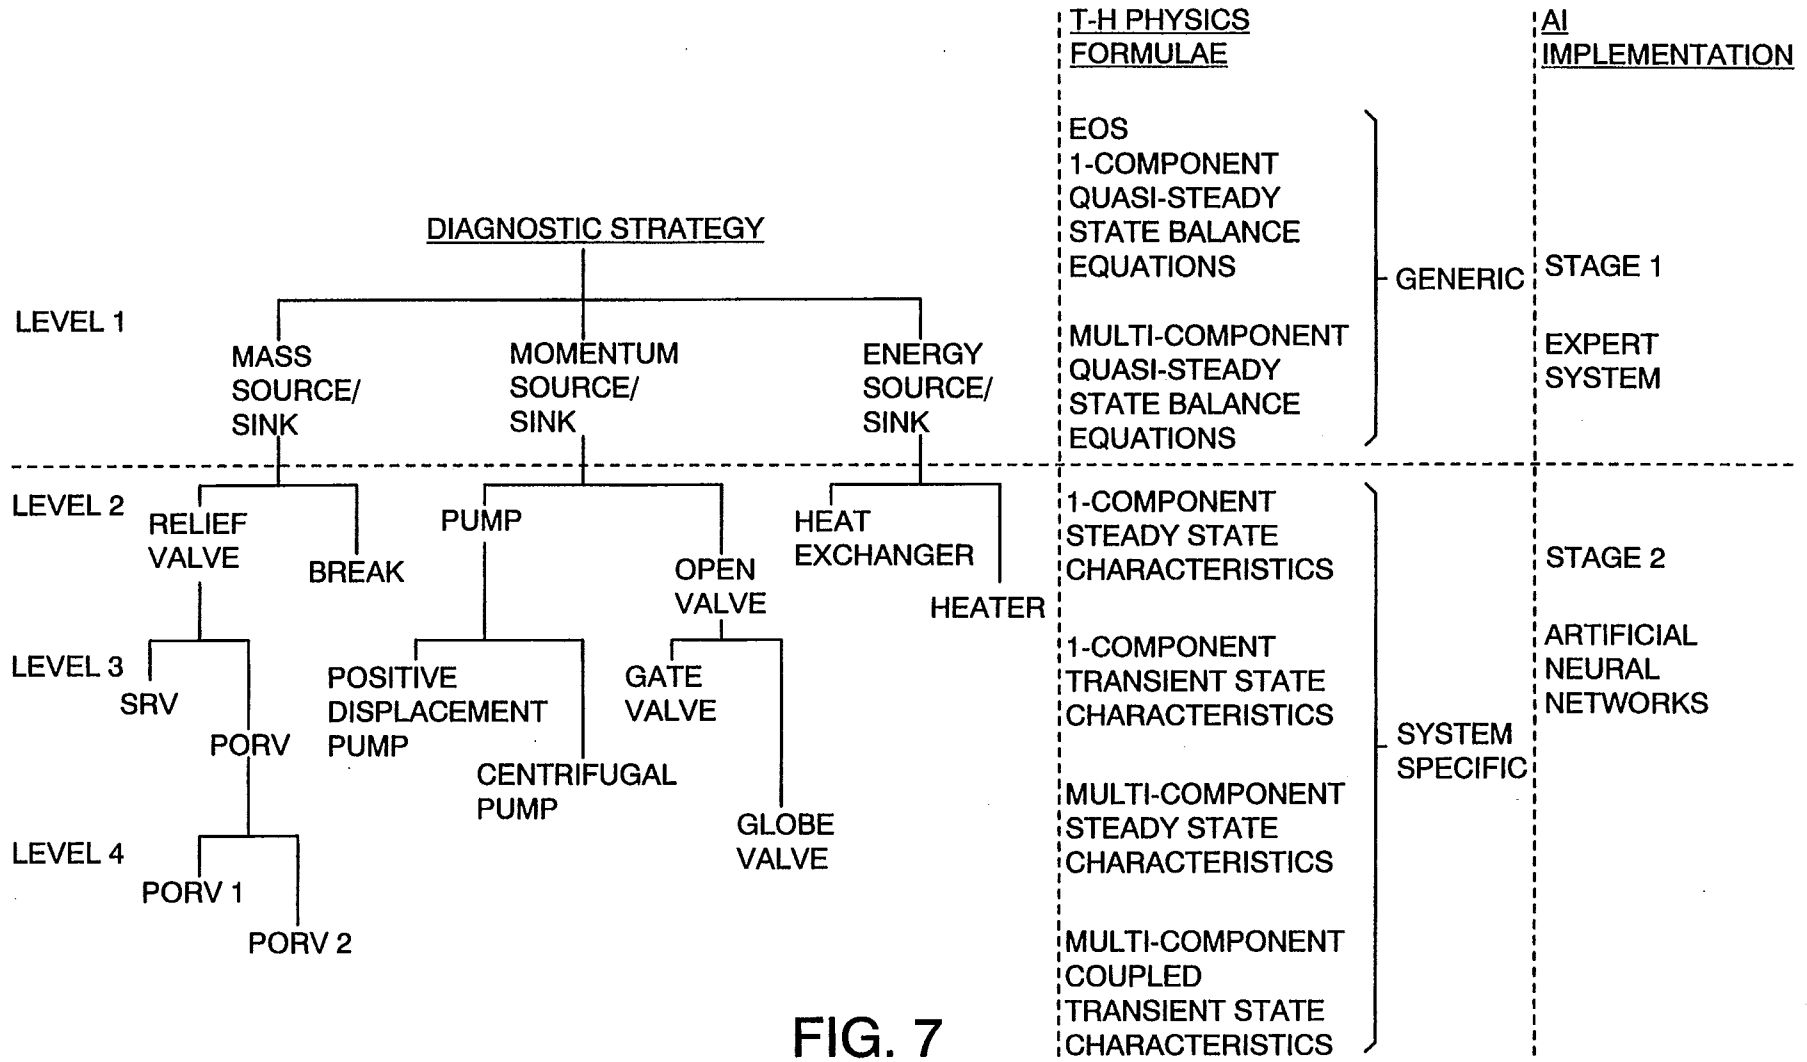 T-H PHYSICS
FORMULAE
AI
IMPLEMENTATION
DIAGNOSTIC STRATEGY
LEVEL 1
MASS
SOURCE/
SINK
MOMENTUM
SOURCE/
SINK
ENERGY
SOURCE/
SINK
EOS
1-COMPONENT
QUASI-STEADY
STATE BALANCE
EQUATIONS
MULTI-COMPONENT
QUASI-STEADY
STATE BALANCE
EQUATIONS
GENERIC
STAGE 1
EXPERT
SYSTEM
LEVEL 2
RELIEF
VALVE
BREAK
PUMP
OPEN
VALVE
HEAT
EXCHANGER
HEATER
LEVEL 3
SRV
PORV
POSITIVE
DISPLACEMENT
PUMP
CENTRIFUGAL
PUMP
GATE
VALVE
GLOBE
VALVE
LEVEL 4
PORV 1
PORV 2
1-COMPONENT
STEADY STATE
CHARACTERISTICS
1-COMPONENT
TRANSIENT STATE
CHARACTERISTICS
MULTI-COMPONENT
STEADY STATE
CHARACTERISTICS
MULTI-COMPONENT
COUPLED
TRANSIENT STATE
CHARACTERISTICS
SYSTEM
SPECIFIC
STAGE 2
ARTIFICIAL
NEURAL
NETWORKS
FIG. 7